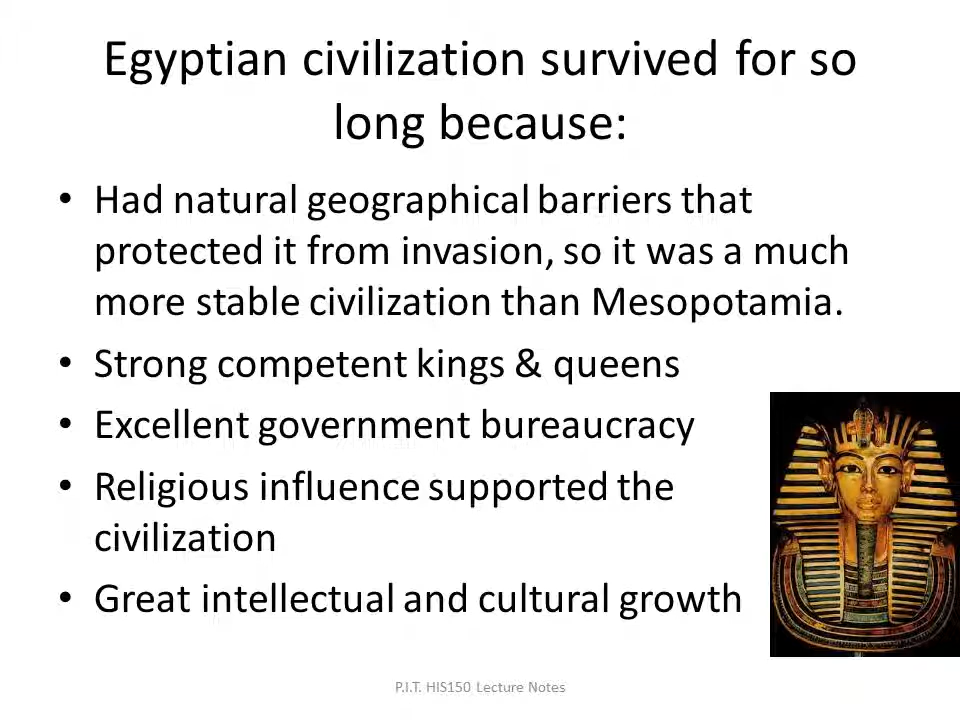 Egyptian civilization survived for so
long because:
• Had natural geographical barriers that
protected it from invasion, so it was a much
more stable civilization than Mesopotamia.
• Strong competent kings & queens
• Excellent government bureaucracy
• Religious influence supported the
civilization
• Great intellectual and cultural growth
P.I.T. HIS150 Lecture Notes